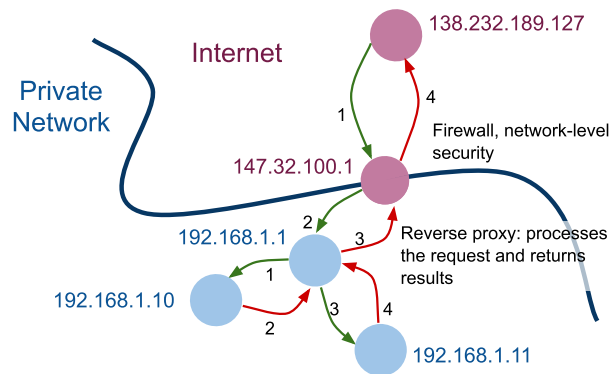 138.232.189.127
Internet
Private
Network
1
4
Firewall, network-level
security
147.32.100.1
2
192.168.1.1
3
Reverse proxy: processes
the request and returns
results
1
192.168.1.10
2
3
4
192.168.1.11